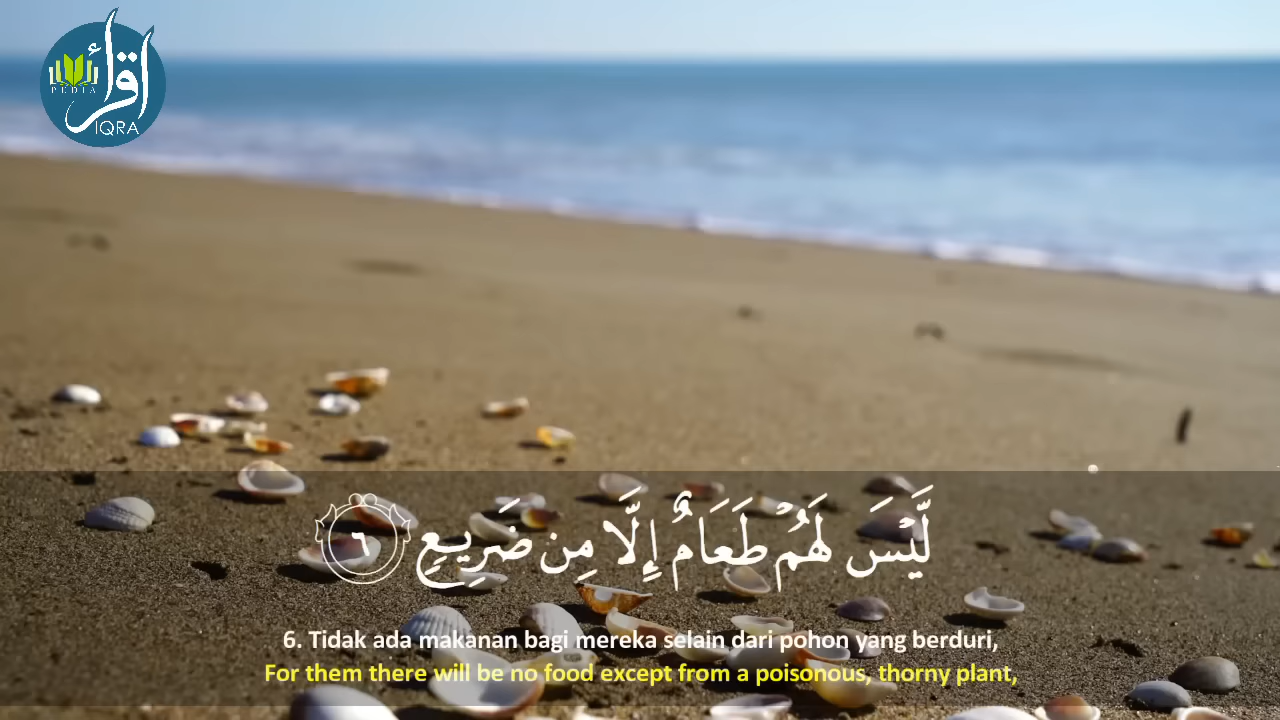 اقرأ
PEDIA
IQRA
لَّيْسَ لَهُمْ طَعَامٌ إِلَّا مِن ضَرِيعٍ ٦
6. Tidak ada makanan bagi mereka selain dari pohon yang berduri,
For them there will be no food except from a poisonous, thorny plant,